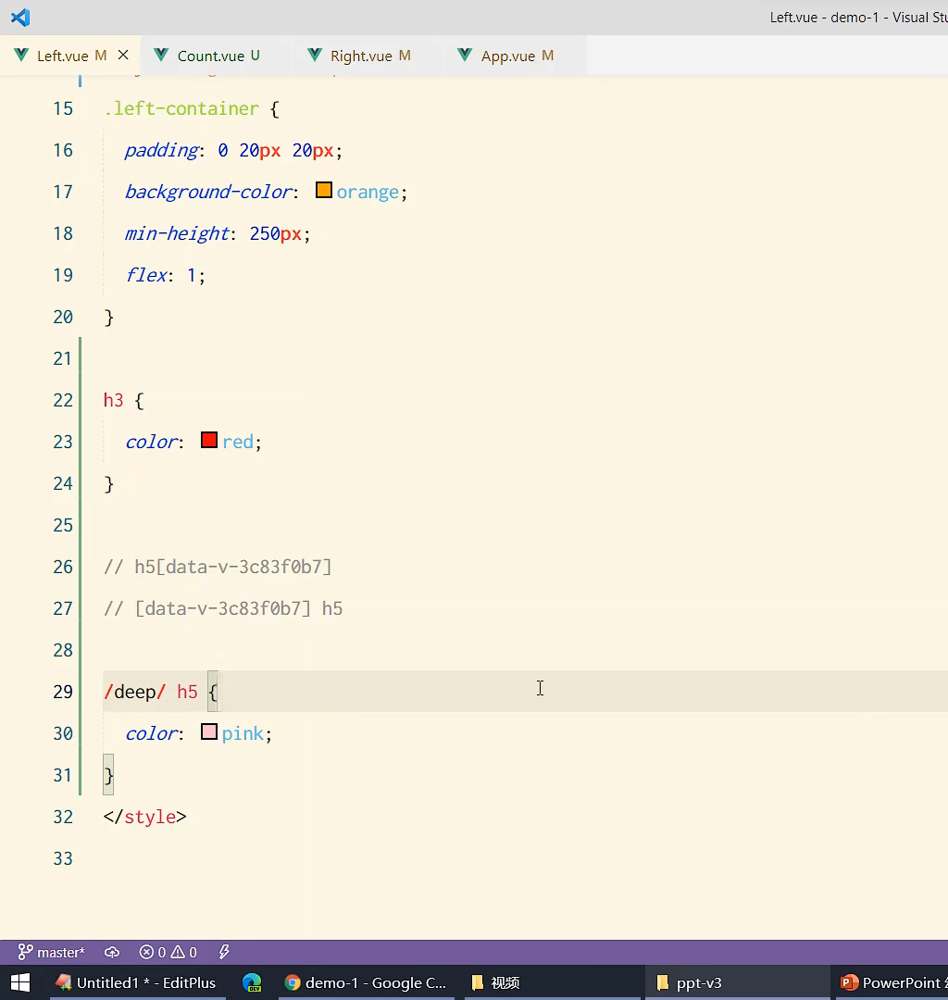 Left.vue - demo-1 - Visual Stu
Left.vue M Count.vue U Right.vue M App.vue M
15 .left-container {
16 padding: 0 20px 20px;
17 background-color: orange;
18 min-height: 250px;
19 flex: 1;
20 }
21
22 h3 {
23 color: red;
24 }
25
26 // h5[data-v-3c83f0b7]
27 // [data-v-3c83f0b7] h5
28
29 /deep/ h5 {
30 color: pink;
31 }
32 </style>
33
master* 0 0
Untitled1 * - EditPlus DEV demo-1 - Google C... 视频 ppt-v3 PowerPoint